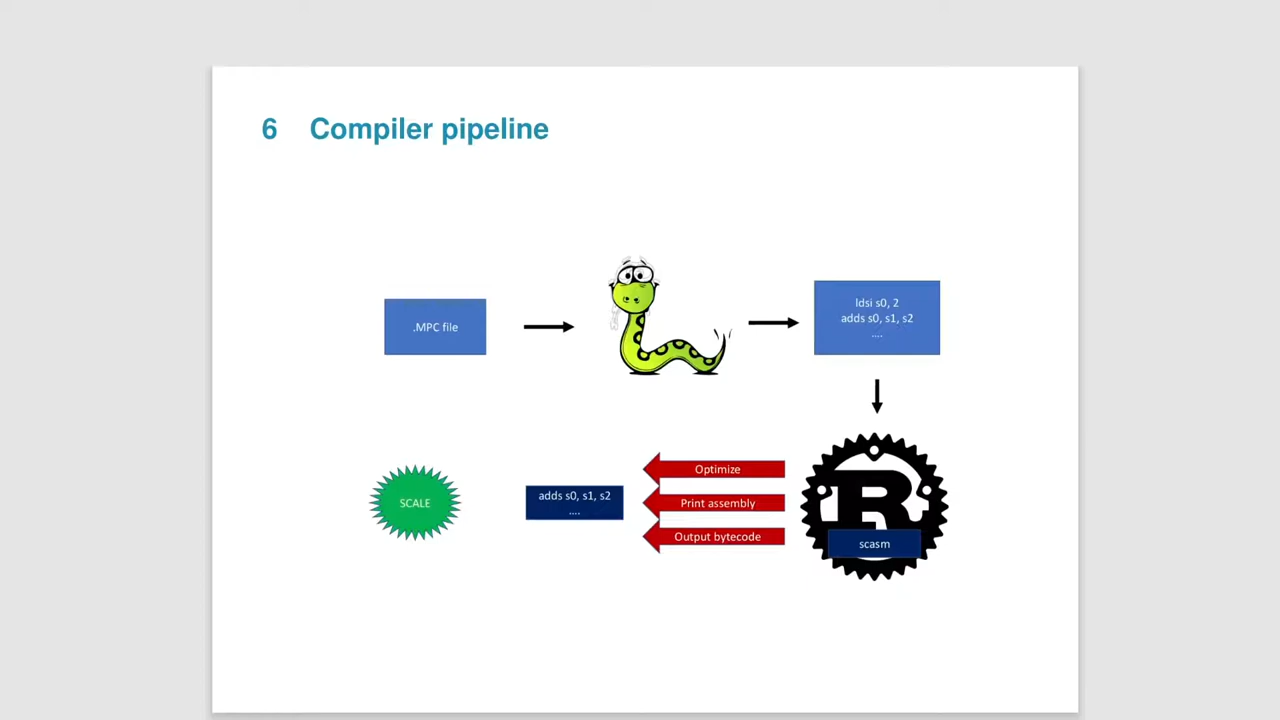 6 Compiler pipeline
.MPC file
ldsi s0, 2
adds s0, s1, s2
....
SCALE
adds s0, s1, s2
....
Optimize
Print assembly
Output bytecode
R
scasm